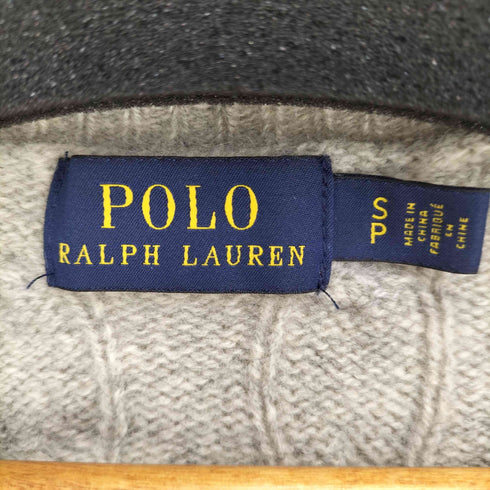 POLO
RALPH LAUREN
S
P
MADE IN
CHINA
FABRIQUÉ
EN
CHINE